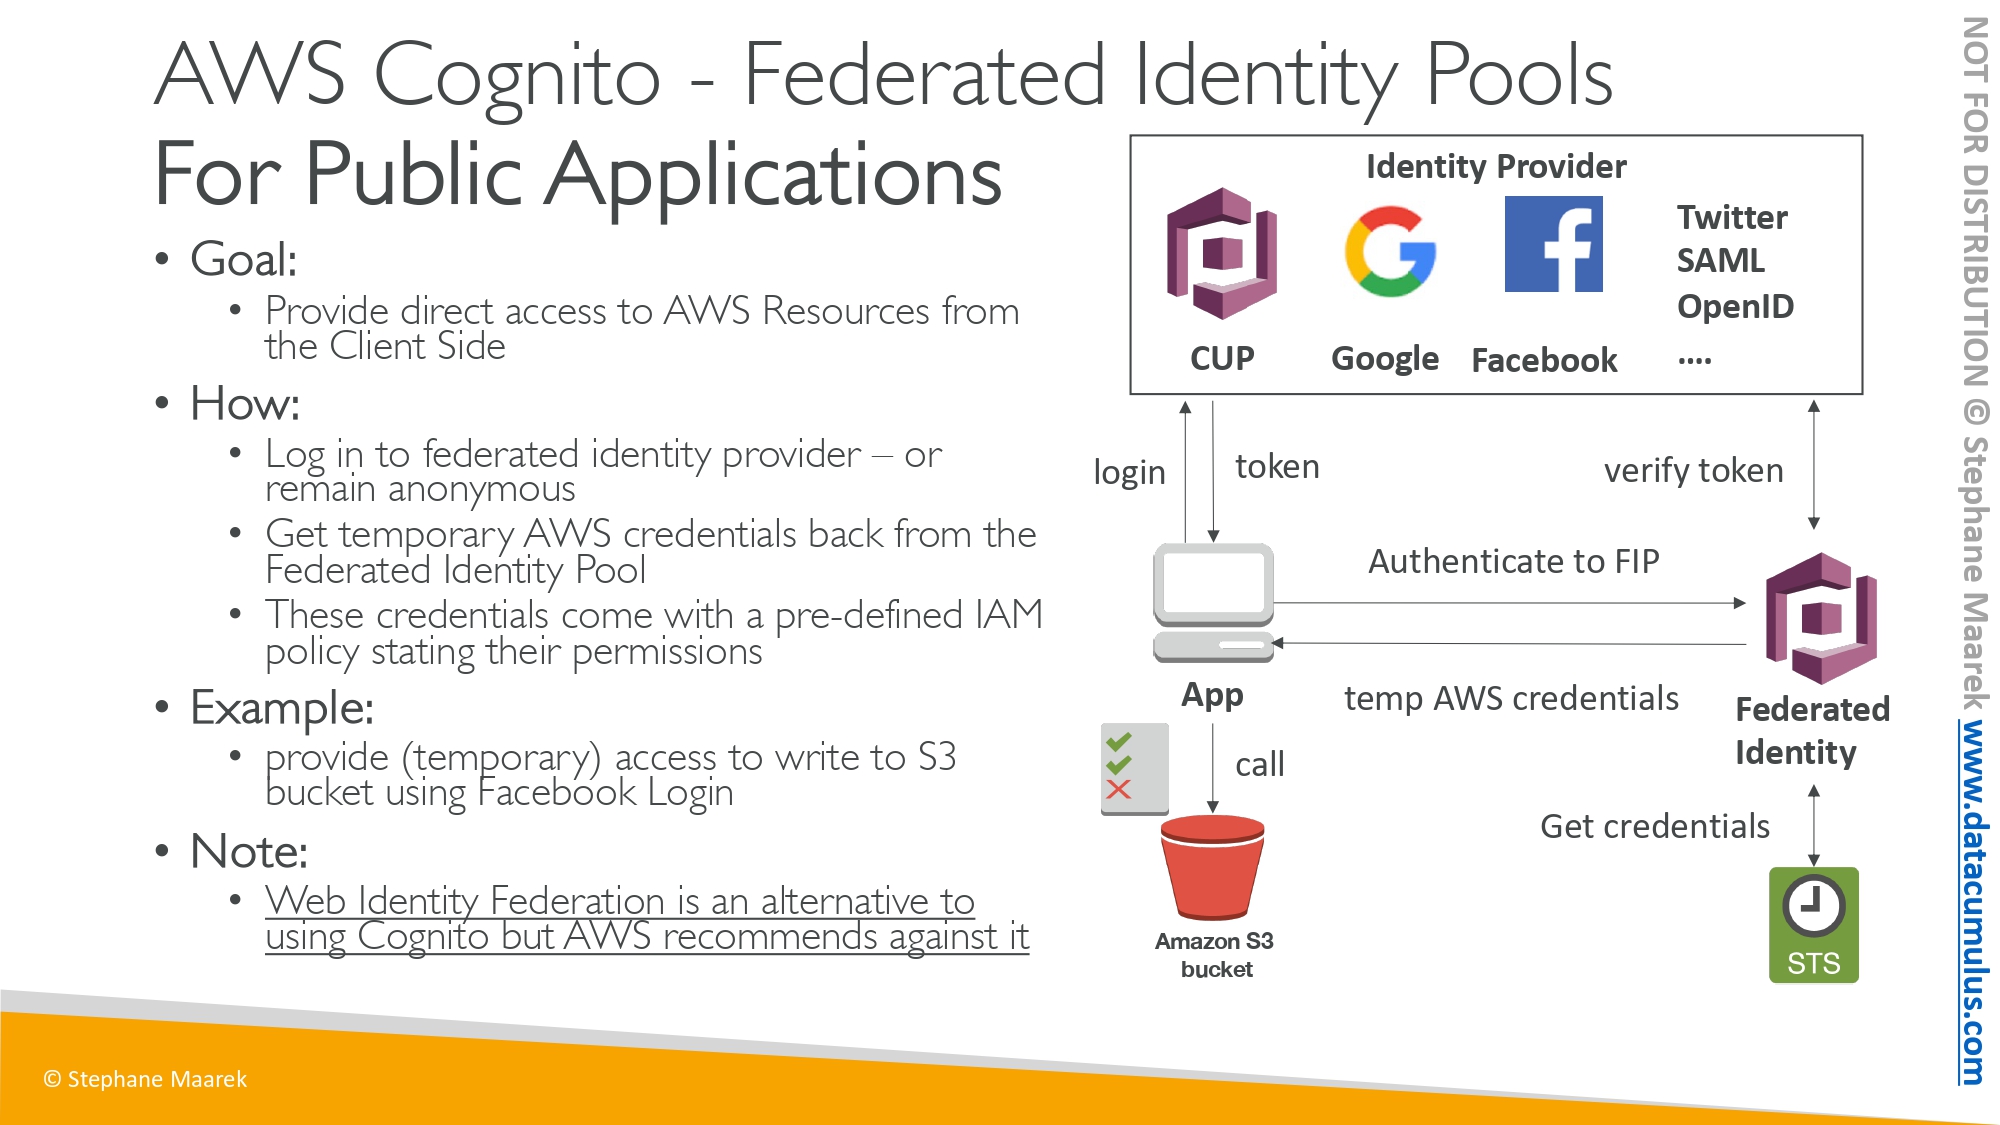 AWS Cognito - Federated Identity Pools
For Public Applications
• Goal:
• Provide direct access to AWS Resources from
the Client Side
• How:
• Log in to federated identity provider – or
remain anonymous
• Get temporary AWS credentials back from the
Federated Identity Pool
• These credentials come with a pre-defined IAM
policy stating their permissions
• Example:
• provide (temporary) access to write to S3
bucket using Facebook Login
• Note:
• Web Identity Federation is an alternative to
using Cognito but AWS recommends against it
Identity Provider
CUP
Google
Facebook
Twitter
SAML
OpenID
....
login
token
verify token
Authenticate to FIP
temp AWS credentials
App
Federated
Identity
call
Get credentials
Amazon S3
bucket
STS
© Stephane Maarek
NOT FOR DISTRIBUTION © Stephane Maarek www.datacumulus.com